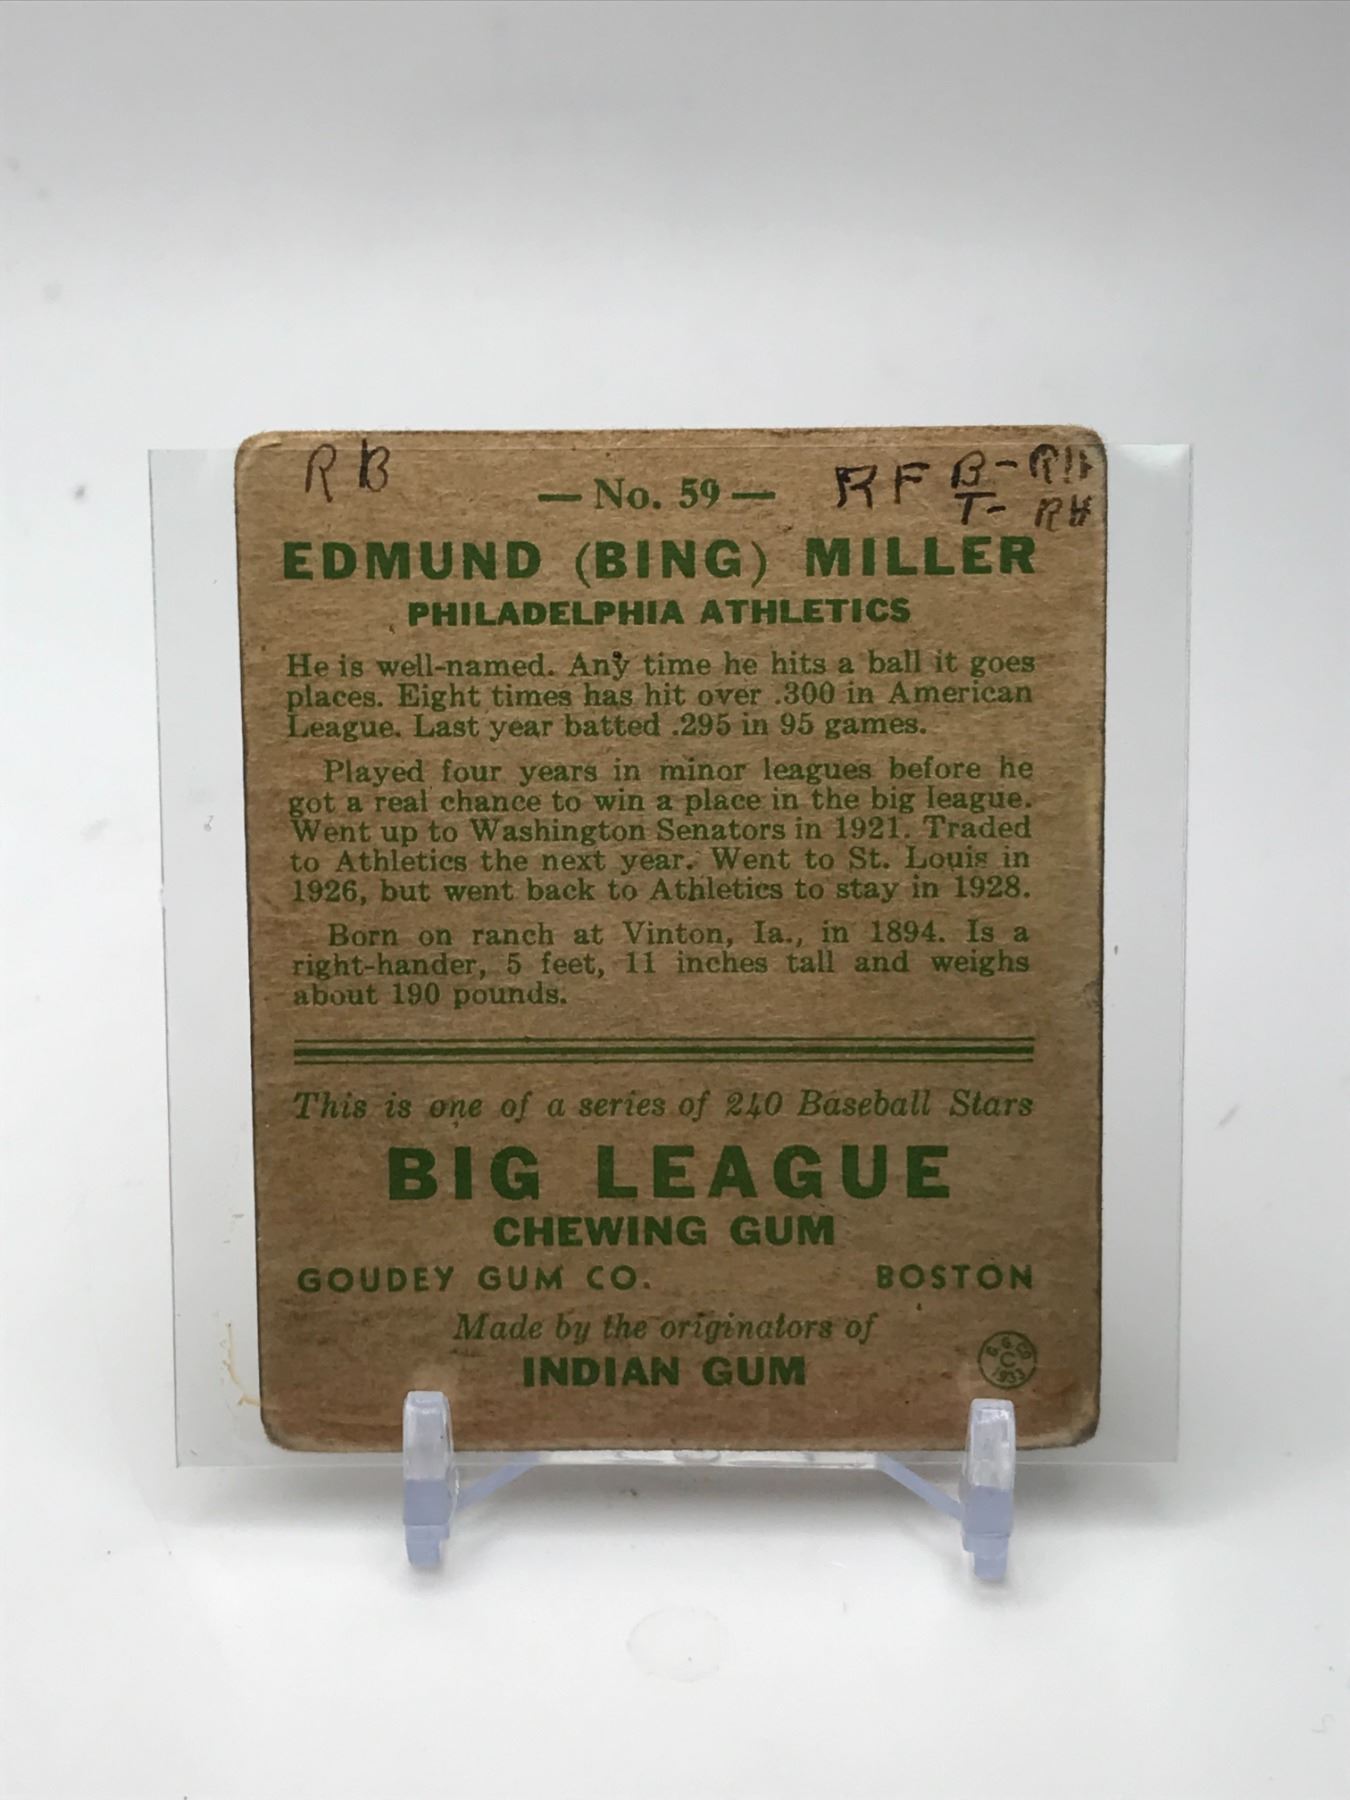 R B
— No. 59 —
R F B- RH
T- RH
EDMUND (BING) MILLER
PHILADELPHIA ATHLETICS
He is well-named. Any time he hits a ball it goes
places. Eight times has hit over .300 in American
League. Last year batted .295 in 95 games.
Played four years in minor leagues before he
got a real chance to win a place in the big league.
Went up to Washington Senators in 1921. Traded
to Athletics the next year. Went to St. Louis in
1926, but went back to Athletics to stay in 1928.
Born on ranch at Vinton, Ia., in 1894. Is a
right-hander, 5 feet, 11 inches tall and weighs
about 190 pounds.
This is one of a series of 240 Baseball Stars
BIG LEAGUE
CHEWING GUM
GOUDEY GUM CO. BOSTON
Made by the originators of
INDIAN GUM
G. G. Co
C
1933